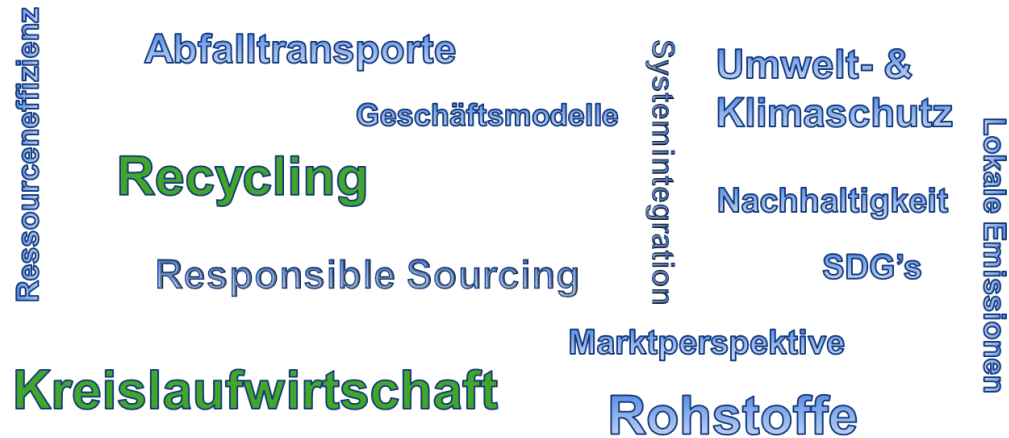 Ressourceneffizienz
Abfalltransporte
Geschäftsmodelle
Recycling
Responsible Sourcing
Kreislaufwirtschaft
Systemintegration
Umwelt- &
Klimaschutz
Nachhaltigkeit
SDG’s
Lokale Emissionen
Marktperspektive
Rohstoffe